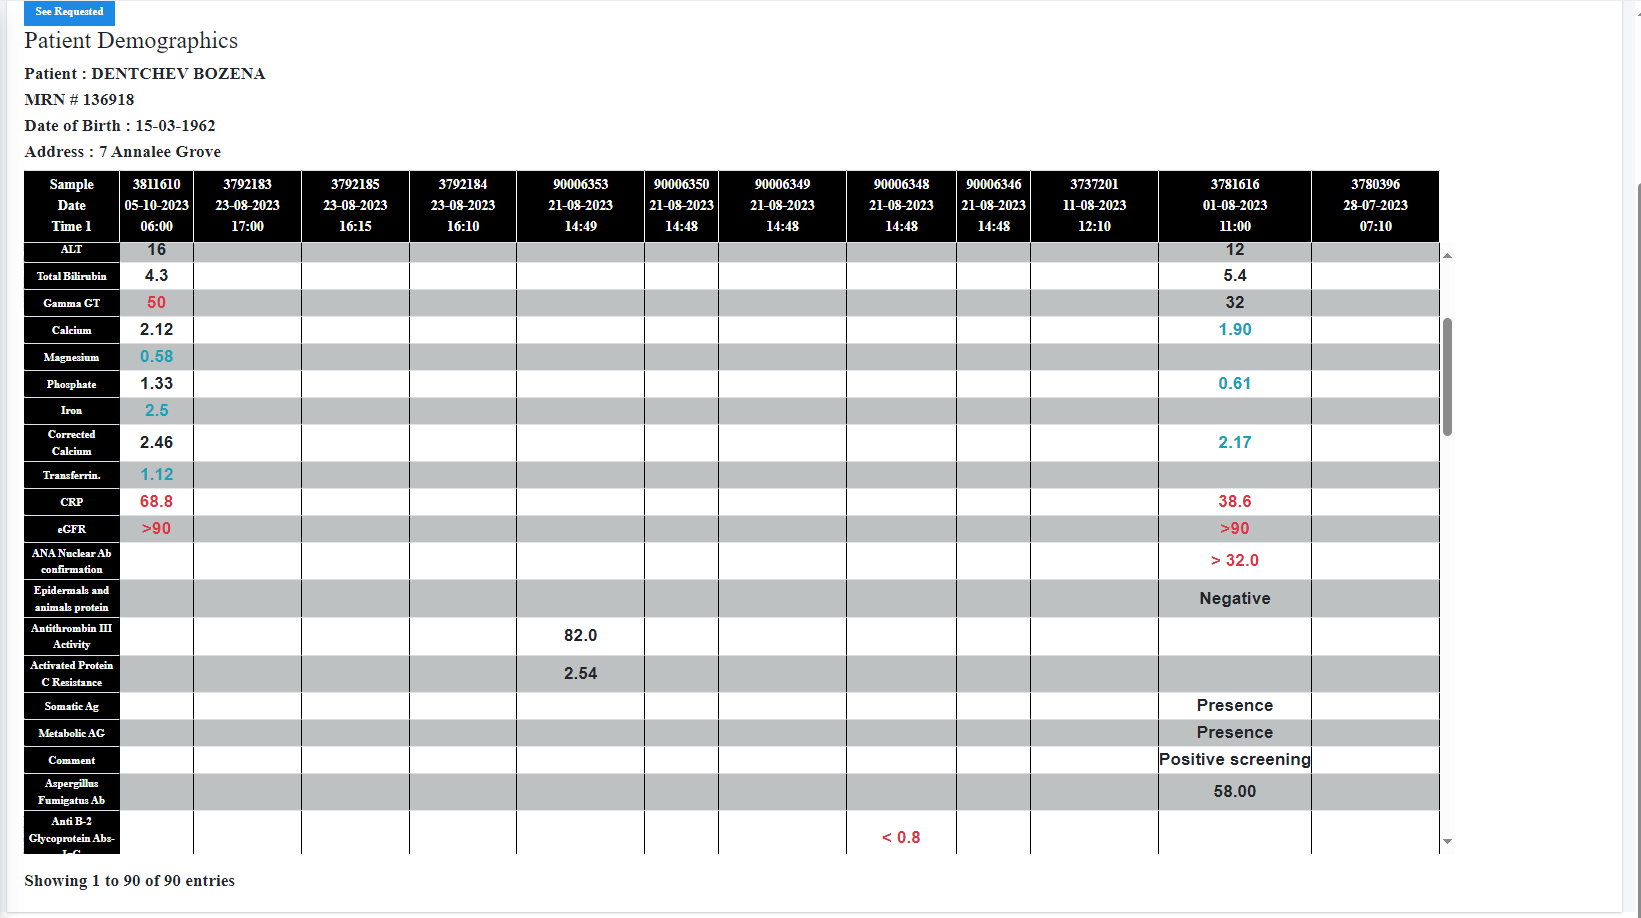 See Requested
Patient Demographics
Patient : DENTCHEV BOZENA
MRN # 136918
Date of Birth : 15-03-1962
Address : 7 Annalee Grove
Sample Date Time 1 3811610 05-10-2023 06:00 3792183 23-08-2023 17:00 3792185 23-08-2023 16:15 3792184 23-08-2023 16:10 90006353 21-08-2023 14:49 90006350 21-08-2023 14:48 90006349 21-08-2023 14:48 90006348 21-08-2023 14:48 90006346 21-08-2023 14:48 3737201 11-08-2023 12:10 3781616 01-08-2023 11:00 3780396 28-07-2023 07:10
ALT 16 12
Total Bilirubin 4.3 5.4
Gamma GT 50 32
Calcium 2.12 1.90
Magnesium 0.58
Phosphate 1.33 0.61
Iron 2.5
Corrected Calcium 2.46 2.17
Transferrin. 1.12
CRP 68.8 38.6
eGFR >90 >90
ANA Nuclear Ab confirmation > 32.0
Epidermals and animals protein Negative
Antithrombin III Activity 82.0
Activated Protein C Resistance 2.54
Somatic Ag Presence
Metabolic AG Presence
Comment Positive screening
Aspergillus Fumigatus Ab 58.00
Anti B-2 Glycoprotein Abs- < 0.8
Showing 1 to 90 of 90 entries